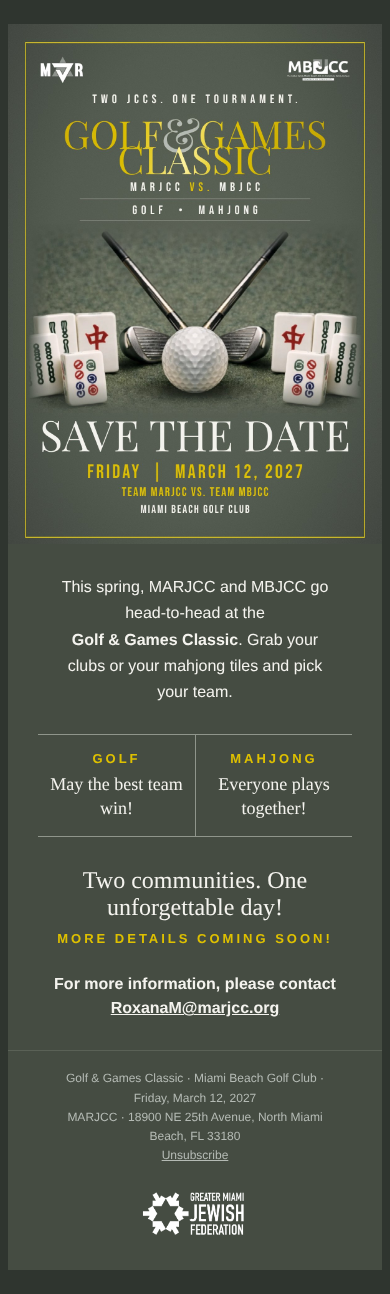 M R
MBJCC
TWO JCCS. ONE TOURNAMENT.
GOLF & GAMES
CLASSIC
MARJCC VS. MBJCC
GOLF • MAHJONG
中 中
SAVE THE DATE
FRIDAY | MARCH 12, 2027
TEAM MARJCC VS. TEAM MBJCC
MIAMI BEACH GOLF CLUB
This spring, MARJCC and MBJCC go
head-to-head at the
Golf & Games Classic. Grab your
clubs or your mahjong tiles and pick
your team.
GOLF
May the best team
win!
MAHJONG
Everyone plays
together!
Two communities. One
unforgettable day!
MORE DETAILS COMING SOON!
For more information, please contact
RoxanaM@marjcc.org
Golf & Games Classic · Miami Beach Golf Club ·
Friday, March 12, 2027
MARJCC · 18900 NE 25th Avenue, North Miami
Beach, FL 33180
Unsubscribe
GREATER MIAMI
JEWISH
FEDERATION